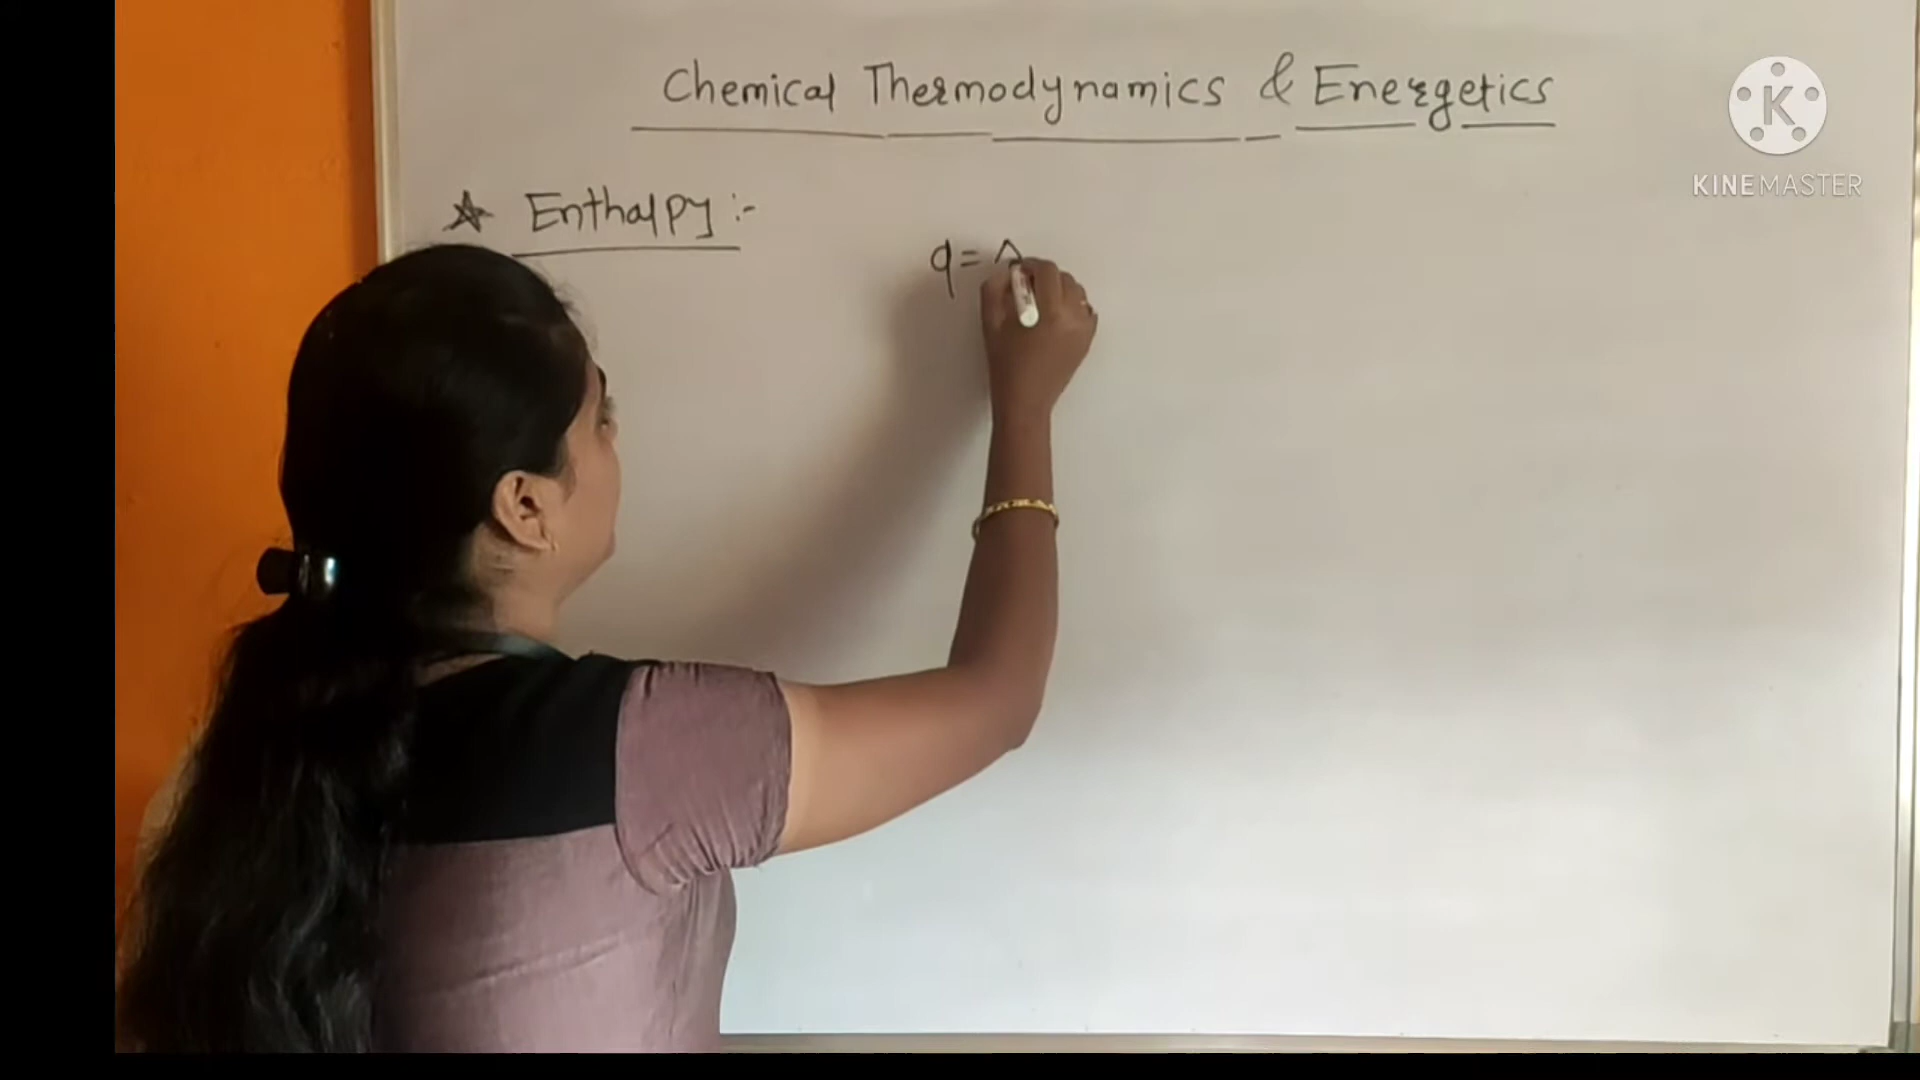 Chemical Thermodynamics & Energetics
Enthalpy :-
q = Δ
K
KINEMASTER